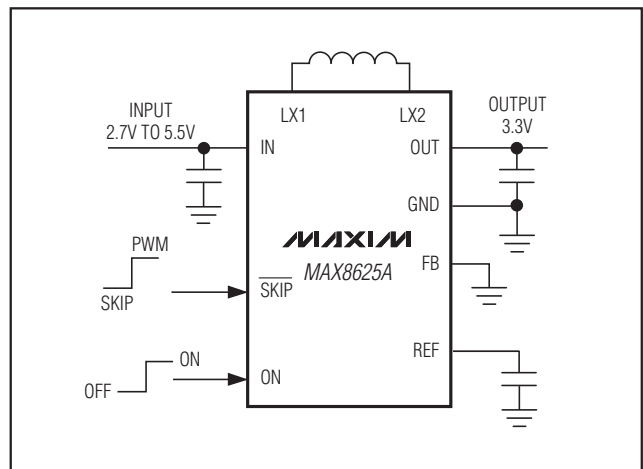 LX1 LX2
INPUT
2.7V TO 5.5V
OUTPUT
3.3V
IN
OUT
GND
MAXIM
MAX8625A
FB
PWM
SKIP
SKIP
REF
ON
OFF
ON